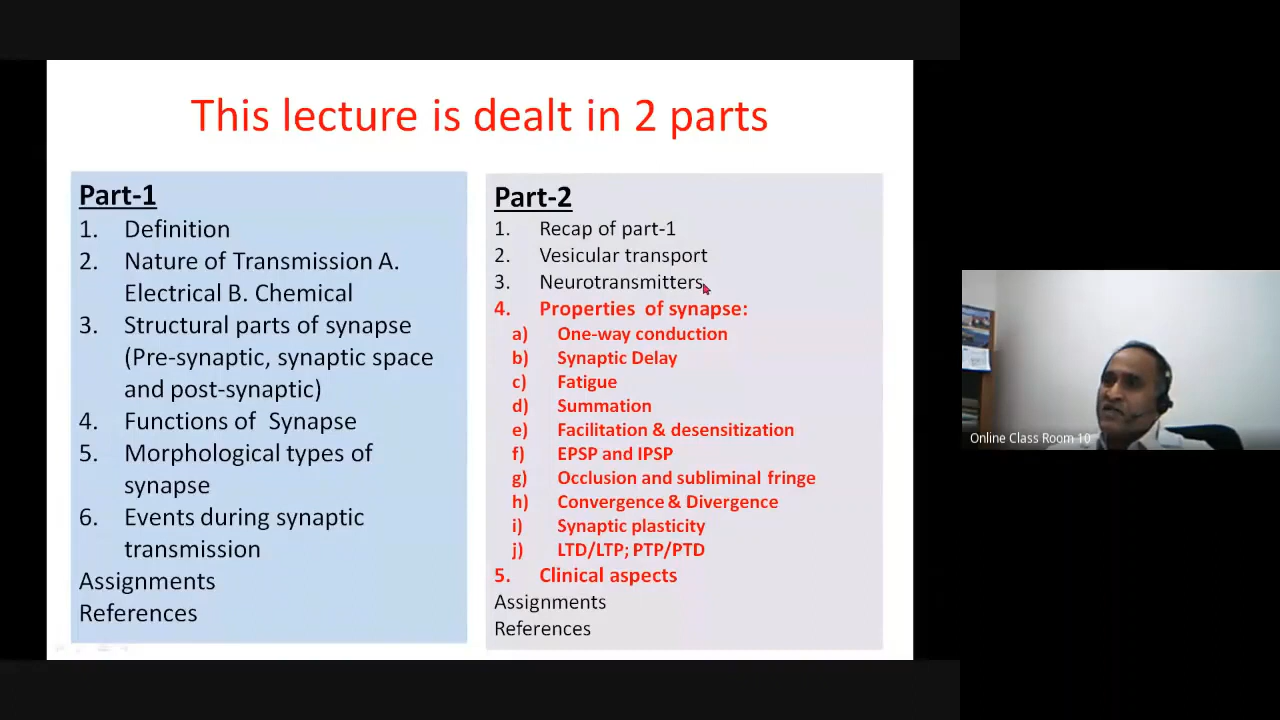 This lecture is dealt in 2 parts
Part-1
1. Definition
2. Nature of Transmission A.
Electrical B. Chemical
3. Structural parts of synapse
(Pre-synaptic, synaptic space
and post-synaptic)
4. Functions of Synapse
5. Morphological types of
synapse
6. Events during synaptic
transmission
Assignments
References
Part-2
1. Recap of part-1
2. Vesicular transport
3. Neurotransmitters
4. Properties of synapse:
a) One-way conduction
b) Synaptic Delay
c) Fatigue
d) Summation
e) Facilitation & desensitization
f) EPSP and IPSP
g) Occlusion and subliminal fringe
h) Convergence & Divergence
i) Synaptic plasticity
j) LTD/LTP; PTP/PTD
5. Clinical aspects
Assignments
References
Online Class Room 10